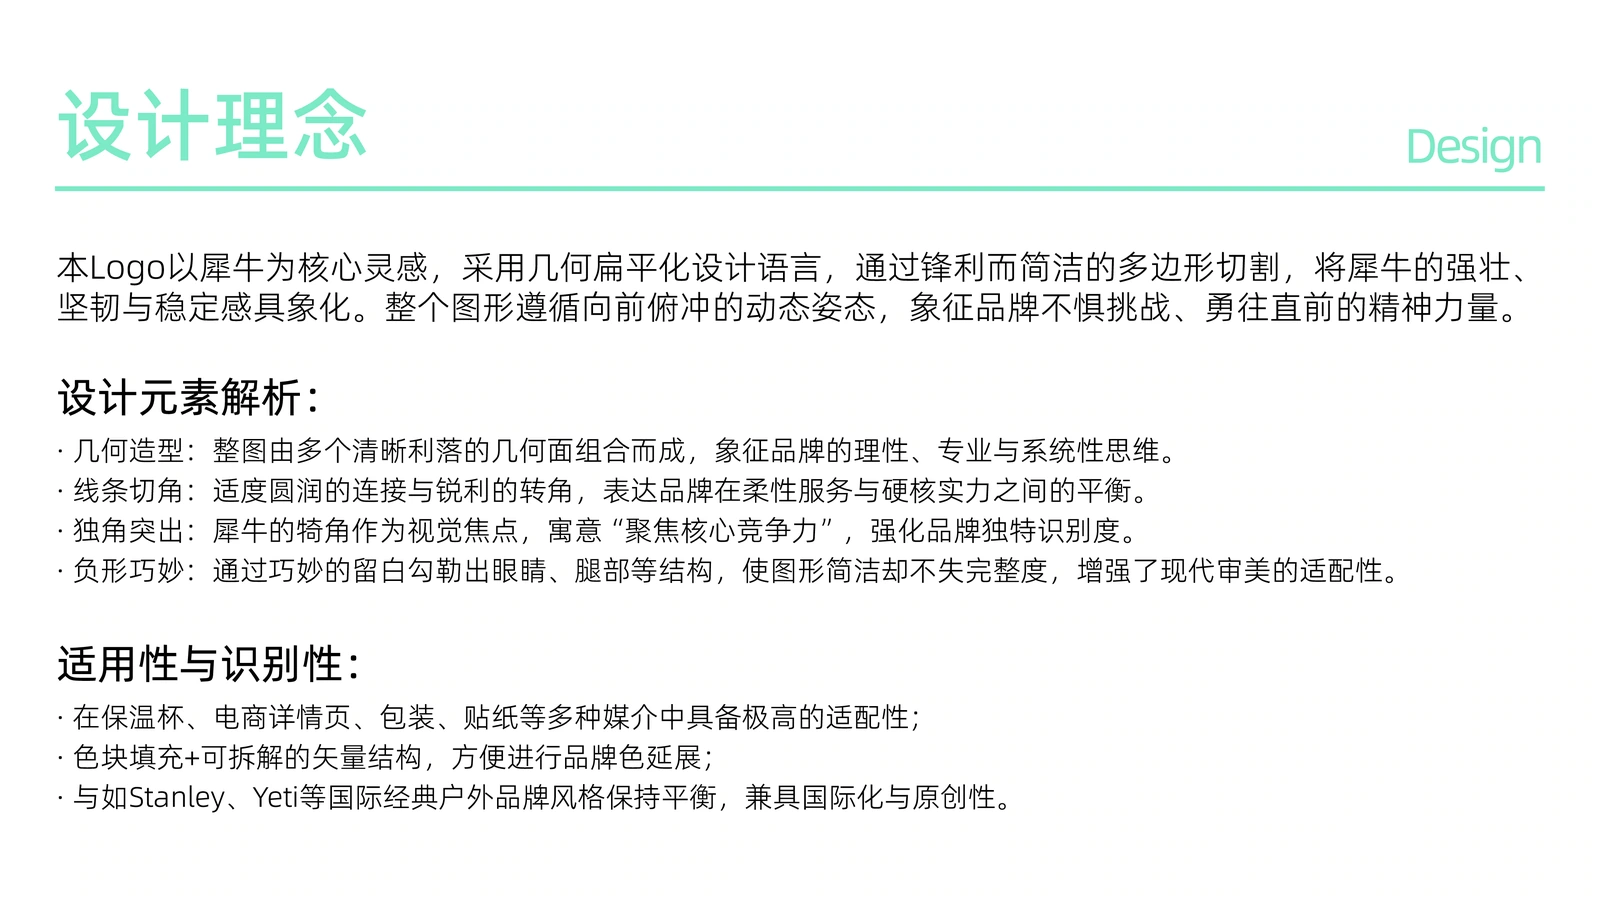 设计理念
Design
本Logo以犀牛为核心灵感，采用几何扁平化设计语言，通过锋利而简洁的多边形切割，将犀牛的强壮、
坚韧与稳定感具象化。整个图形遵循向前俯冲的动态姿态，象征品牌不惧挑战、勇往直前的精神力量。
设计元素解析：
· 几何造型：整图由多个清晰利落的几何面组合而成，象征品牌的理性、专业与系统性思维。
· 线条切角：适度圆润的连接与锐利的转角，表达品牌在柔性服务与硬核实力之间的平衡。
· 独角突出：犀牛的犄角作为视觉焦点，寓意“聚焦核心竞争力”，强化品牌独特识别度。
· 负形巧妙：通过巧妙的留白勾勒出眼睛、腿部等结构，使图形简洁却不失完整度，增强了现代审美的适配性。
适用性与识别性：
· 在保温杯、电商详情页、包装、贴纸等多种媒介中具备极高的适配性；
· 色块填充+可拆解的矢量结构，方便进行品牌色延展；
· 与如Stanley、Yeti等国际经典户外品牌风格保持平衡，兼具国际化与原创性。